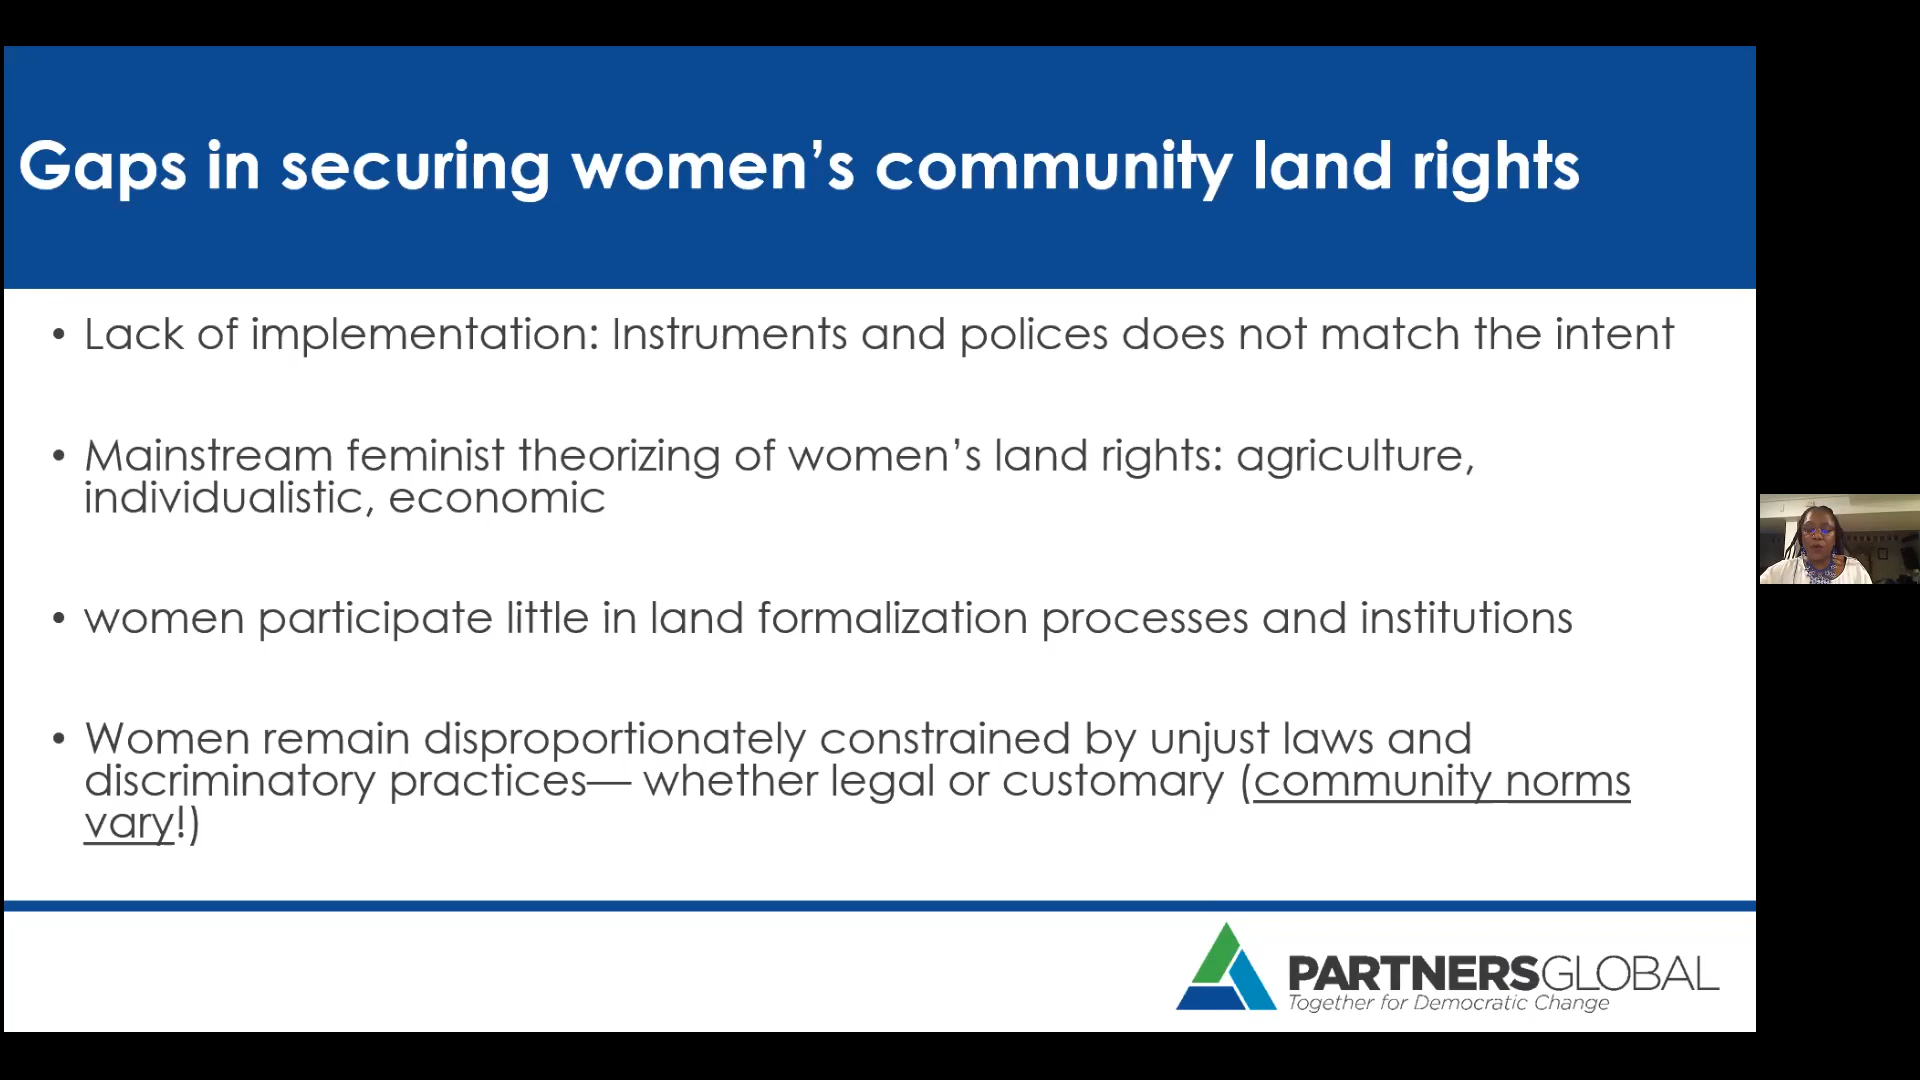 Gaps in securing women’s community land rights
• Lack of implementation: Instruments and polices does not match the intent
• Mainstream feminist theorizing of women’s land rights: agriculture,
individualistic, economic
• women participate little in land formalization processes and institutions
• Women remain disproportionately constrained by unjust laws and
discriminatory practices— whether legal or customary (community norms
vary!)
PARTNERSGLOBAL
Together for Democratic Change